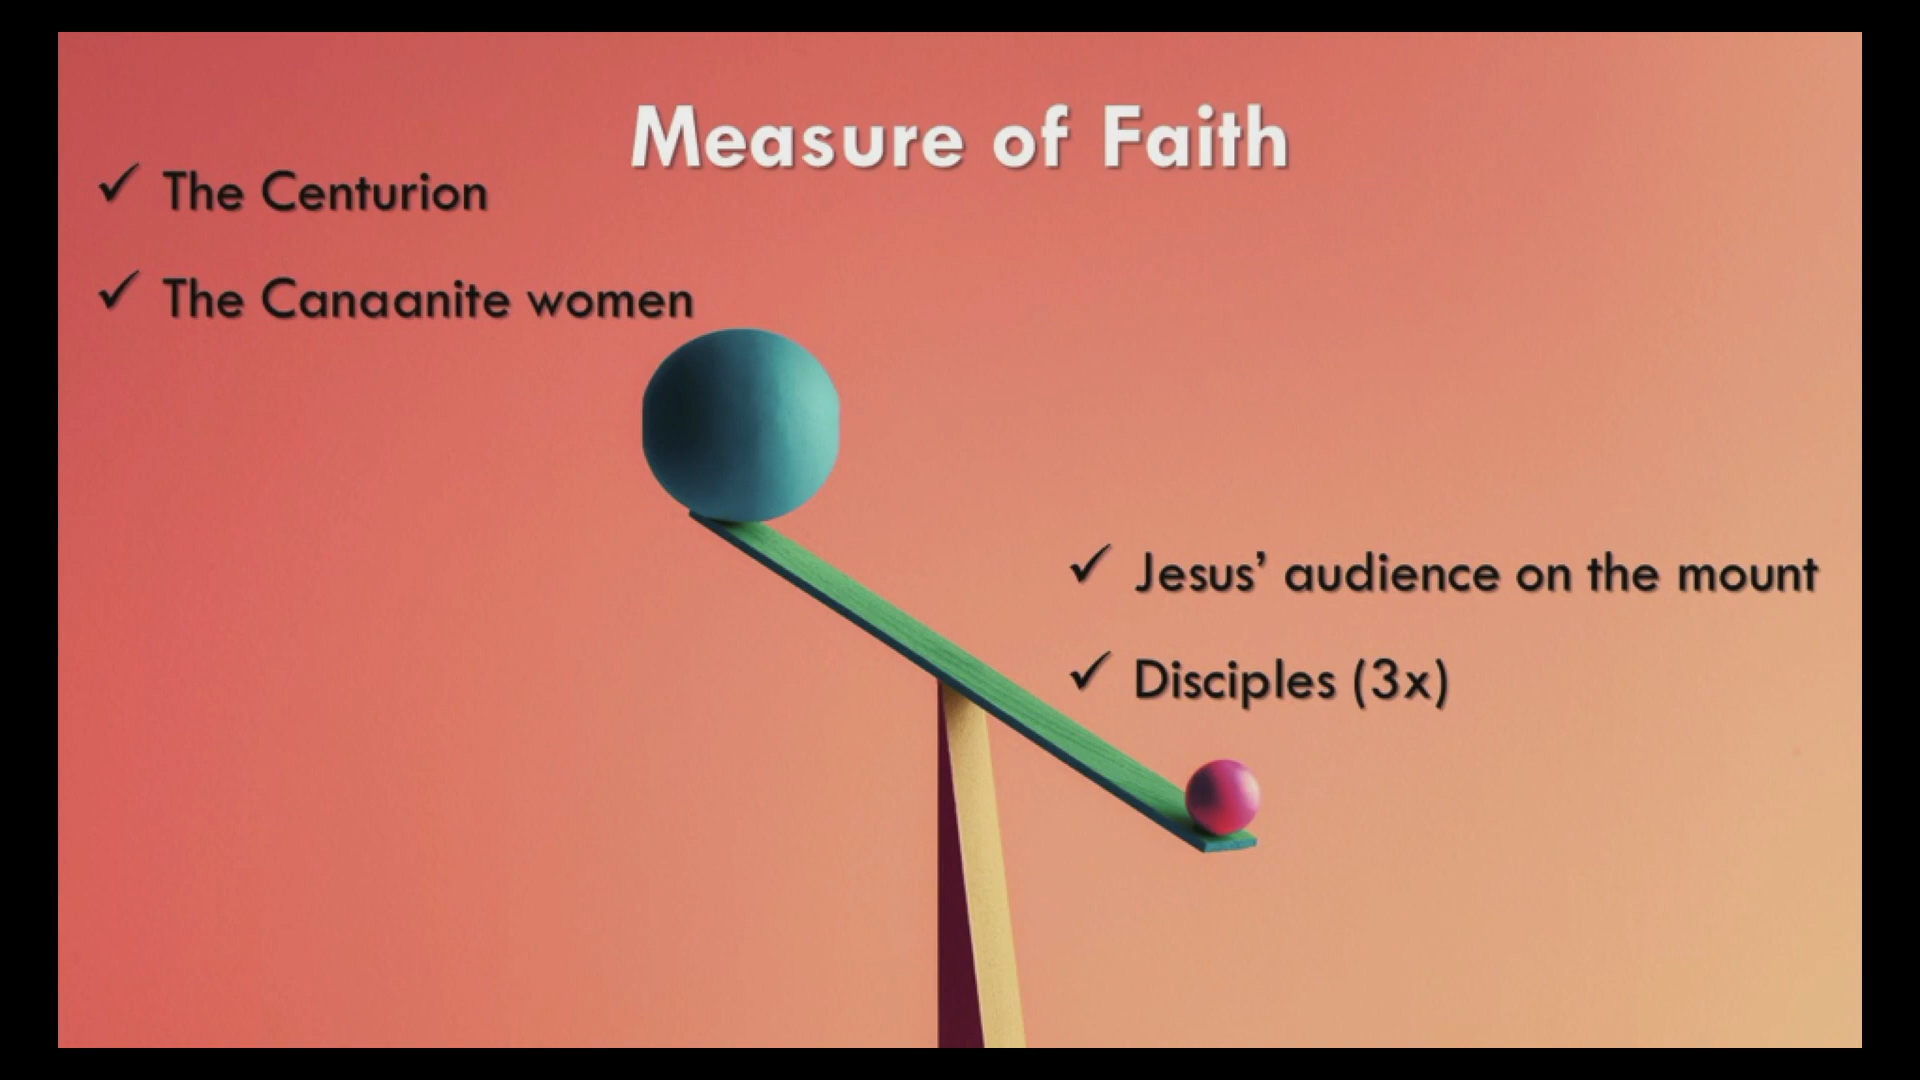 Measure of Faith
✓ The Centurion
✓ The Canaanite women
✓ Jesus’ audience on the mount
✓ Disciples (3x)